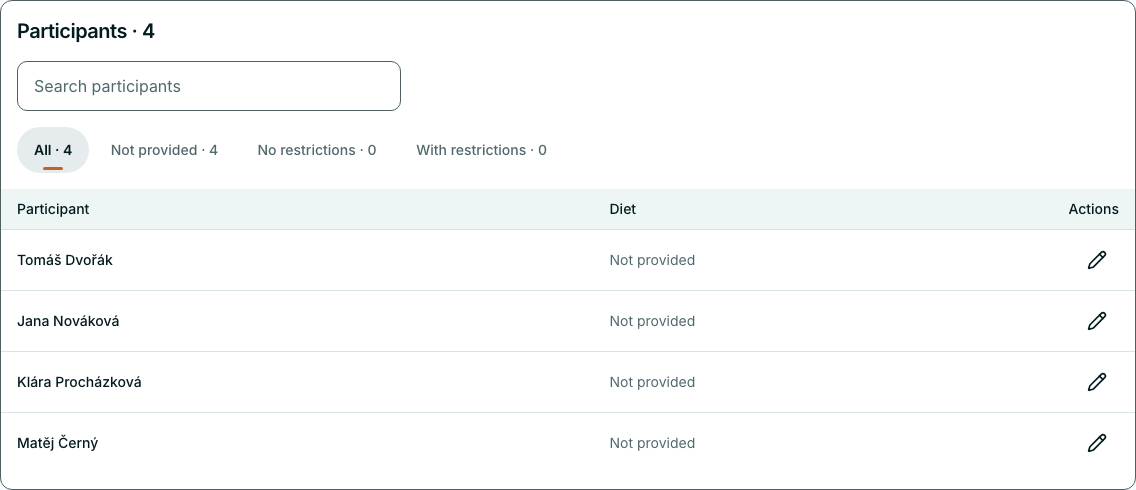 Participants · 4
Search participants
All · 4 Not provided · 4 No restrictions · 0 With restrictions · 0
Participant Diet Actions
Tomáš Dvořák Not provided
Jana Nováková Not provided
Klára Procházková Not provided
Matěj Černý Not provided